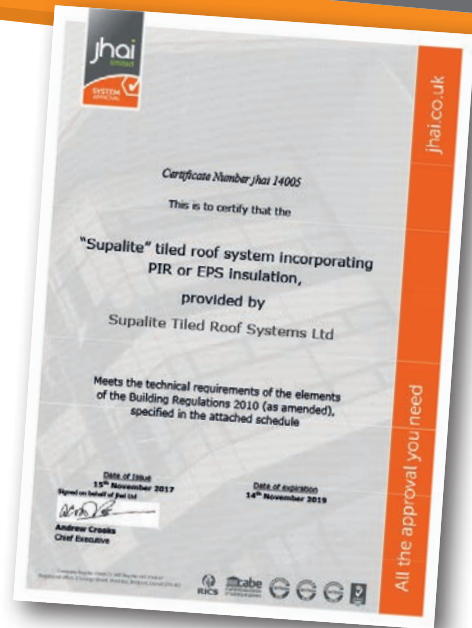 jhai
limited
SYSTEM
APPROVAL
jhai.co.uk
Certificate Number jhai 14005
This is to certify that the
"Supalite" tiled roof system incorporating
PIR or EPS insulation,
provided by
Supalite Tiled Roof Systems Ltd
Meets the technical requirements of the elements
of the Building Regulations 2010 (as amended),
specified in the attached schedule
Date of Issue
15th November 2017
Date of expiration
14th November 2019
Signed on behalf of jhai Ltd
Andrew Crooks
Chief Executive
All the approval you need
RICS
cabe